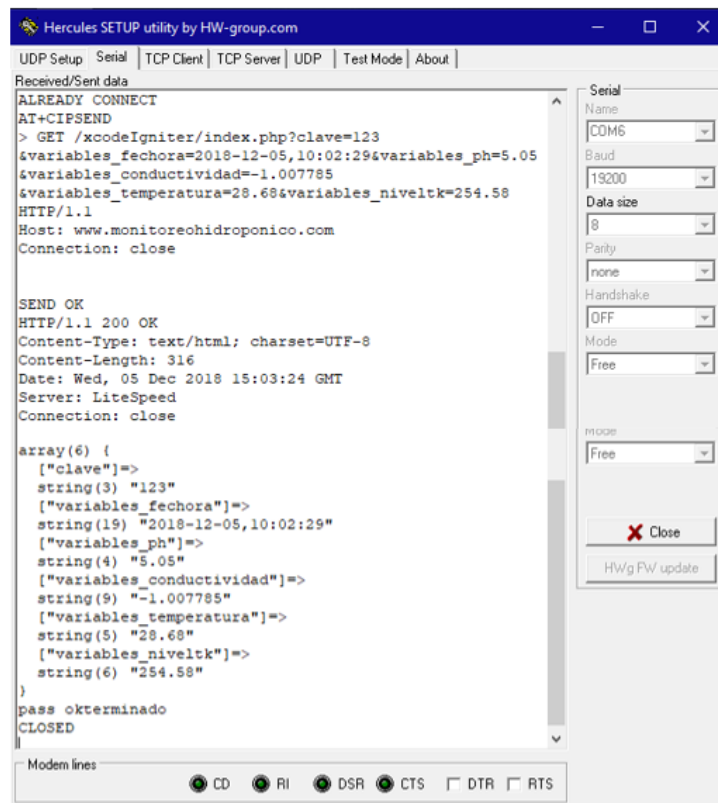 Hercules SETUP utility by HW-group.com
UDP Setup Serial TCP Client TCP Server UDP Test Mode About
Received/Sent data
ALREADY CONNECT
AT+CIPSEND
> GET /xcodeIgniter/index.php?clave=123
&variables_fechora=2018-12-05,10:02:29&variables_ph=5.05
&variables_conductividad=-1.007785
&variables_temperatura=28.68&variables_niveltk=254.58
HTTP/1.1
Host: www.monitoreohidroponico.com
Connection: close
SEND OK
HTTP/1.1 200 OK
Content-Type: text/html; charset=UTF-8
Content-Length: 316
Date: Wed, 05 Dec 2018 15:03:24 GMT
Server: LiteSpeed
Connection: close
array(6) {
["clave"]=>
string(3) "123"
["variables_fechora"]=>
string(19) "2018-12-05,10:02:29"
["variables_ph"]=>
string(4) "5.05"
["variables_conductividad"]=>
string(9) "-1.007785"
["variables_temperatura"]=>
string(5) "28.68"
["variables_niveltk"]=>
string(6) "254.58"
}
pass okterminado
CLOSED
Serial
Name
COM6
Baud
19200
Data size
8
Parity
none
Handshake
OFF
Mode
Free
Mode
Free
Close
HWg FW update
Modem lines
CD RI DSR CTS DTR RTS